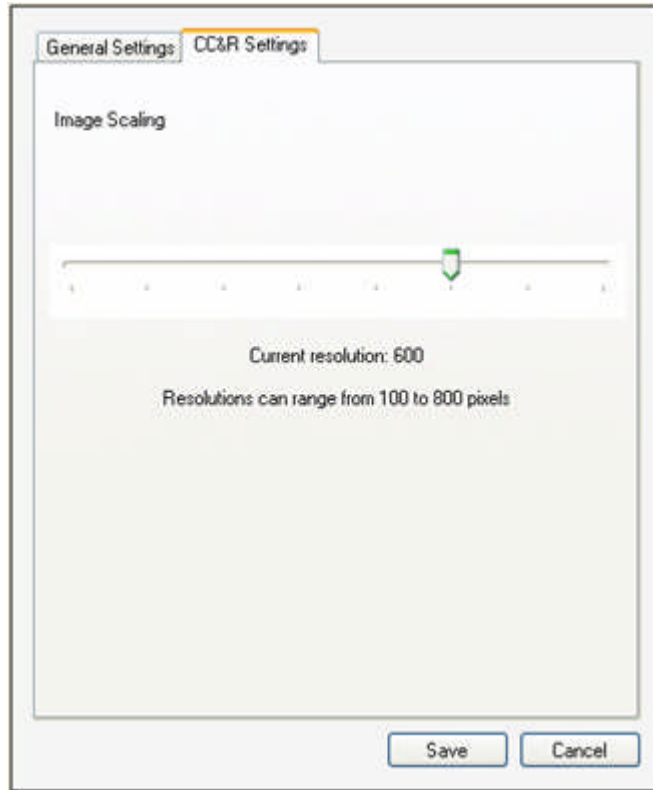 General Settings CC&R Settings
Image Scaling
Current resolution: 600
Resolutions can range from 100 to 800 pixels
Save Cancel